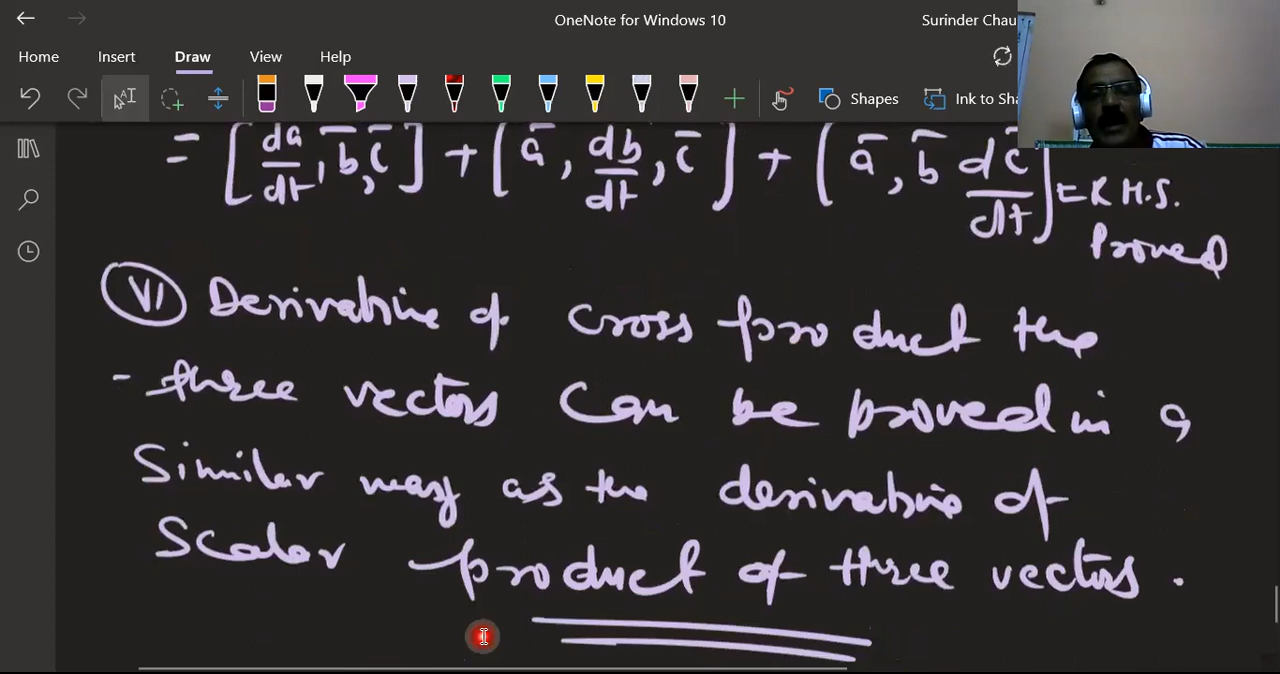 OneNote for Windows 10
Surinder Chau
Home Insert Draw View Help
Shapes Ink to Sha
= [da/dt, b̄, c̄] + [ā, db/dt, c̄] + [ā, b̄ dc̄/dt] = R.H.S.
Proved
VI Derivative of cross product the
- three vectors can be proved in a
Similar way as the derivative of
Scalar product of three vectors.